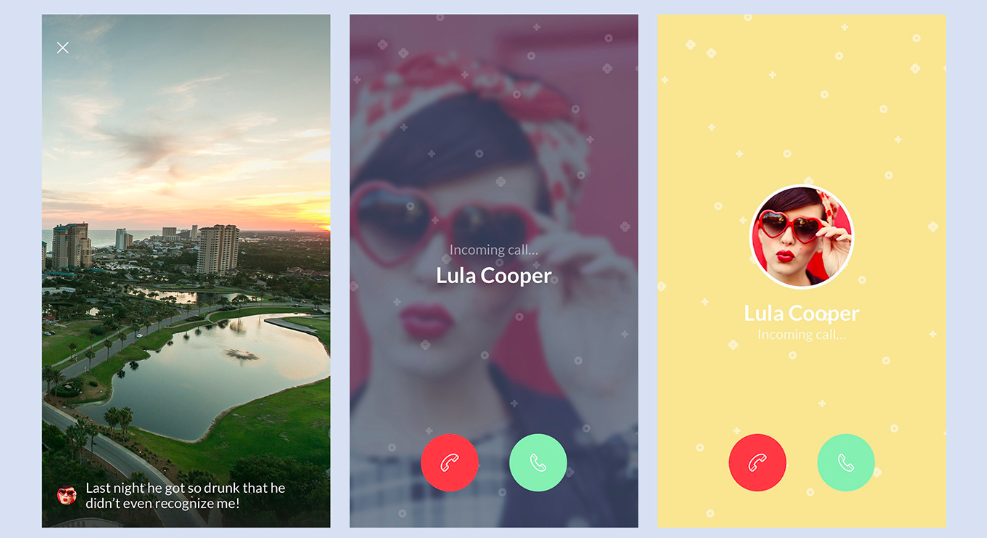 Last night he got so drunk that he
didn't even recognize me!
Incoming call...
Lula Cooper
Lula Cooper
Incoming call...